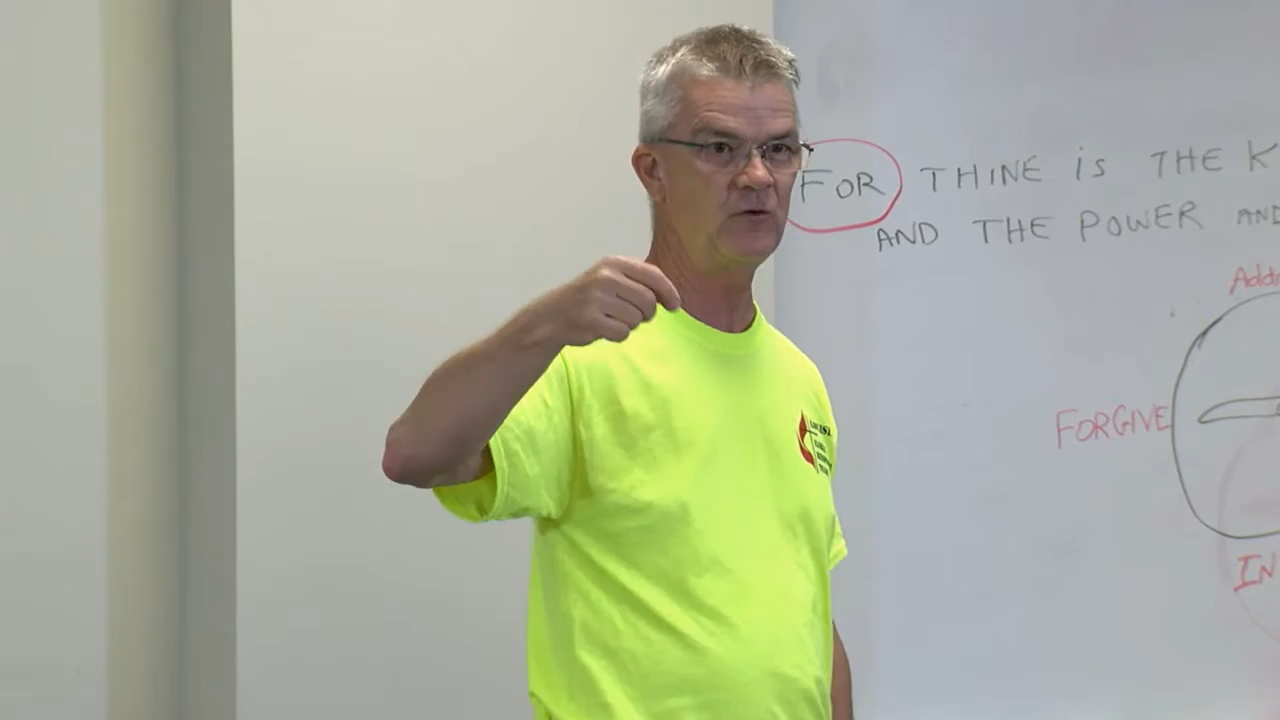 FOR THINE iS THE K
AND THE POWER AND
Add
FORGIVE
IN